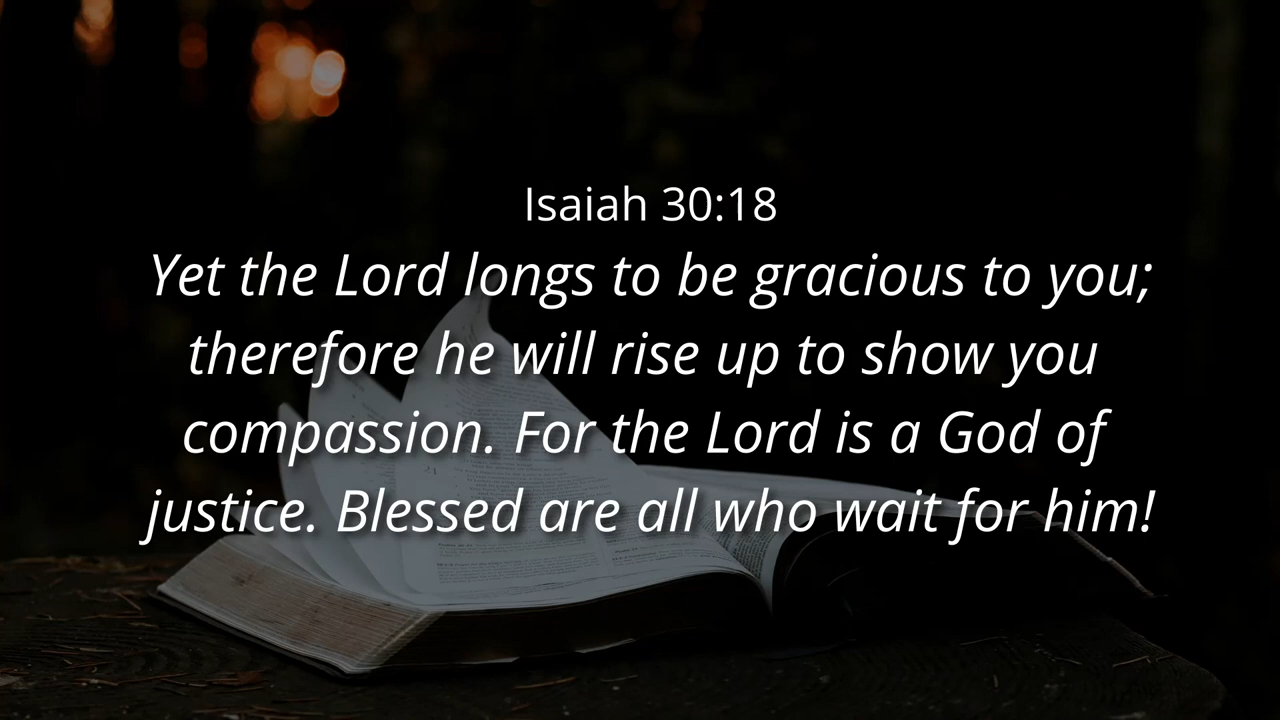 Isaiah 30:18
Yet the Lord longs to be gracious to you;
therefore he will rise up to show you
compassion. For the Lord is a God of
justice. Blessed are all who wait for him!